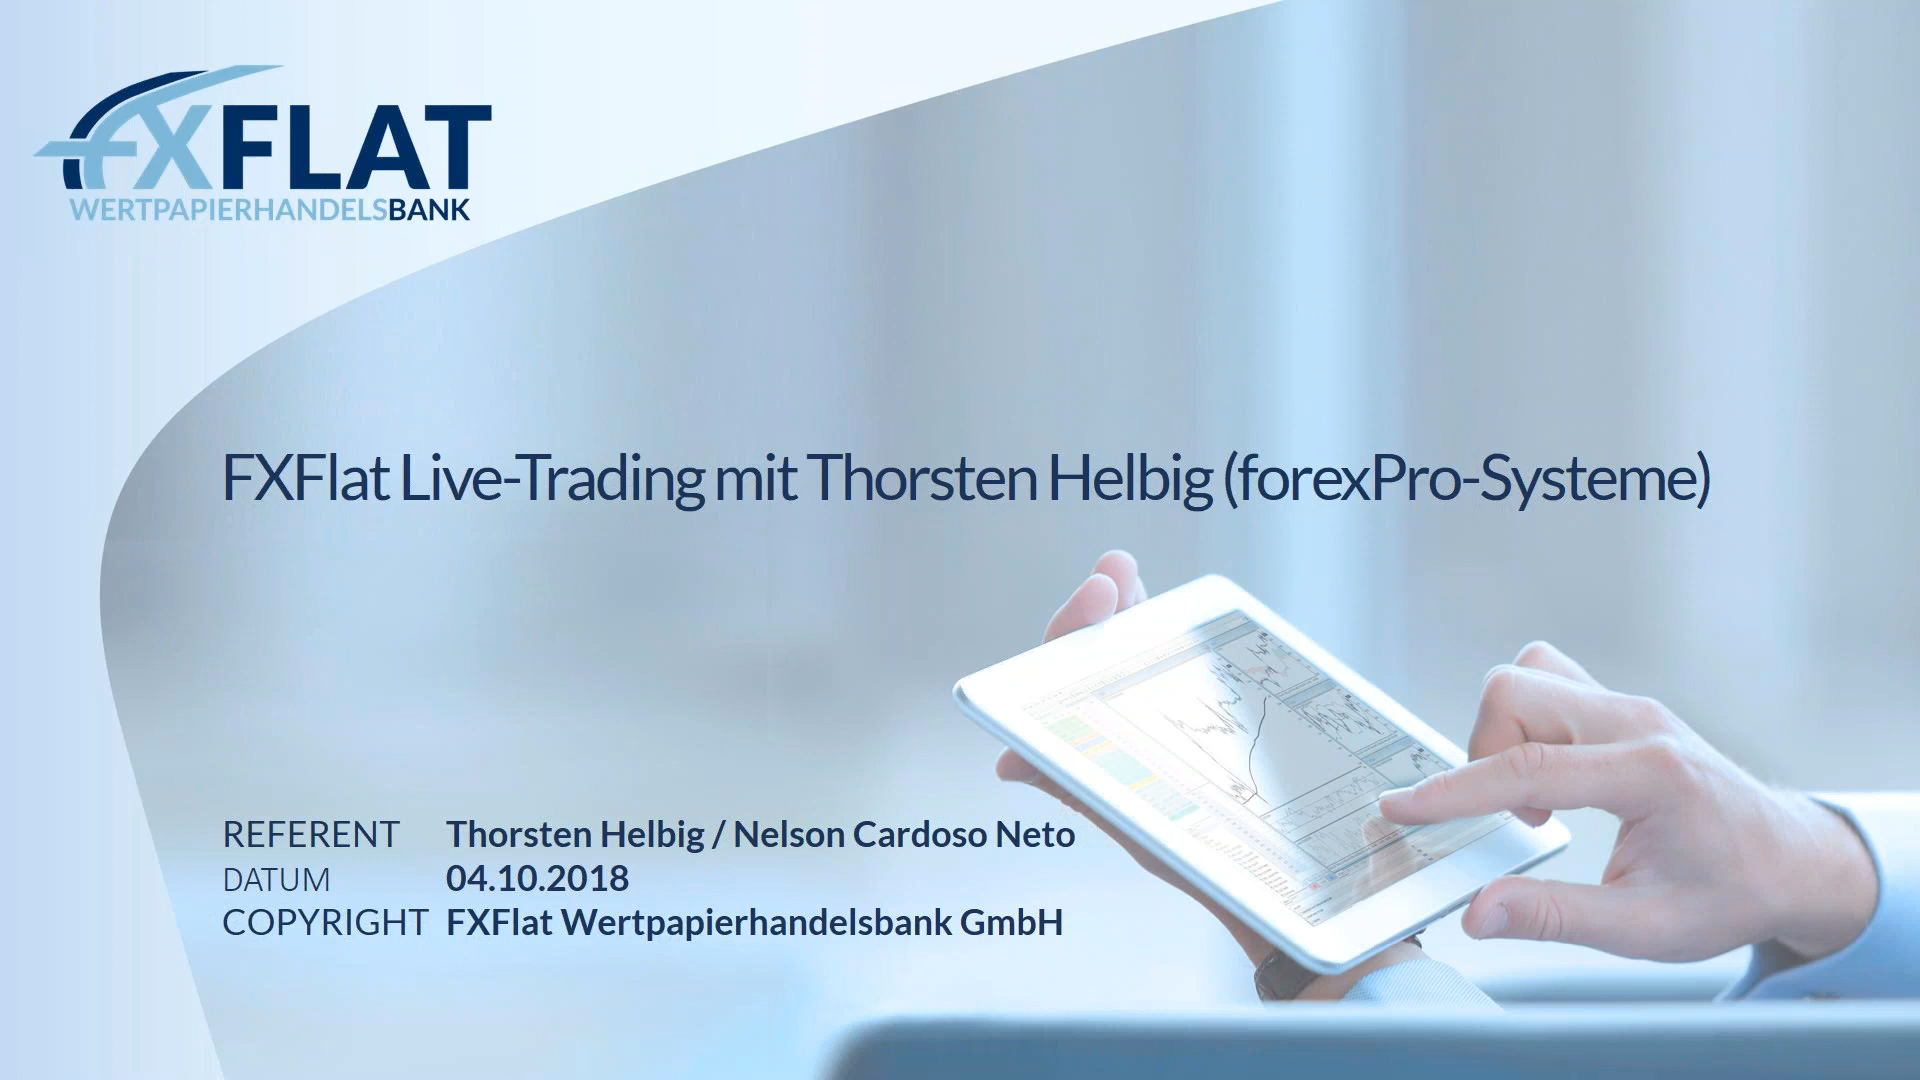 FXFLAT
WERTPAPIERHANDELSBANK
FXFlat Live-Trading mit Thorsten Helbig (forexPro-Systeme)
REFERENT Thorsten Helbig / Nelson Cardoso Neto
DATUM 04.10.2018
COPYRIGHT FXFlat Wertpapierhandelsbank GmbH